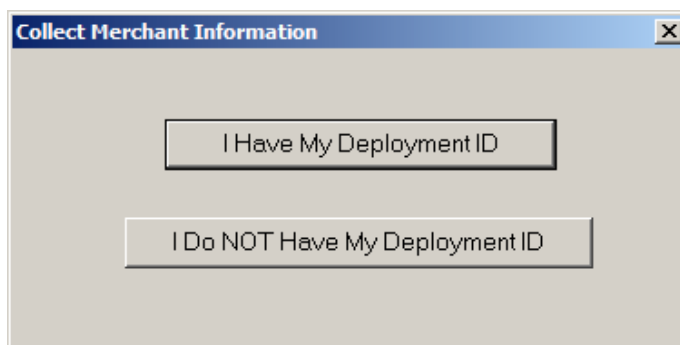 Collect Merchant Information
I Have My Deployment ID
I Do NOT Have My Deployment ID